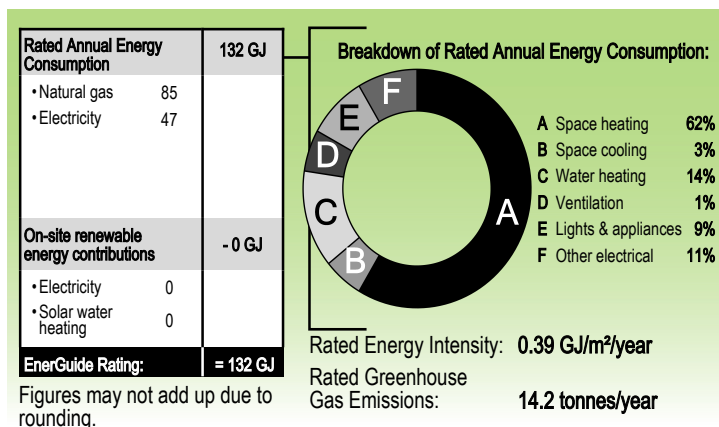 Rated Annual Energy Consumption 132 GJ
• Natural gas 85
• Electricity 47
On-site renewable energy contributions - 0 GJ
• Electricity 0
• Solar water heating 0
EnerGuide Rating: = 132 GJ
Figures may not add up due to
rounding.
Breakdown of Rated Annual Energy Consumption:
F
E
D
C
B
A
A Space heating 62%
B Space cooling 3%
C Water heating 14%
D Ventilation 1%
E Lights & appliances 9%
F Other electrical 11%
Rated Energy Intensity: 0.39 GJ/m²/year
Rated Greenhouse
Gas Emissions: 14.2 tonnes/year